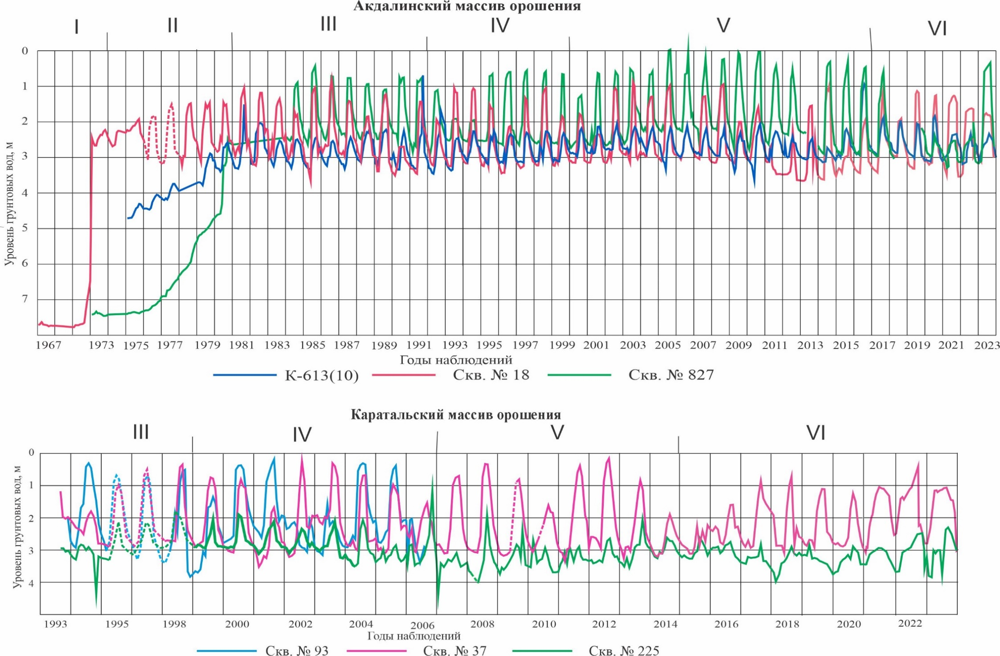 Акдалинский массив орошения
I II III IV V VI
0
1
2
3
4
5
6
7
Уровень грунтовых вод, м
1967 1973 1975 1977 1979 1981 1983 1985 1987 1989 1991 1993 1995 1997 1999 2001 2003 2005 2007 2009 2011 2013 2015 2017 2019 2021 2023
Годы наблюдений
К-613(10) Скв. № 18 Скв. № 827
Каратальский массив орошения
III IV V VI
0
1
2
3
4
Уровень грунтовых вод, м
1993 1995 1998 2000 2002 2004 2006 2008 2010 2012 2014 2016 2018 2020 2022
Годы наблюдений
Скв. № 93 Скв. № 37 Скв. № 225